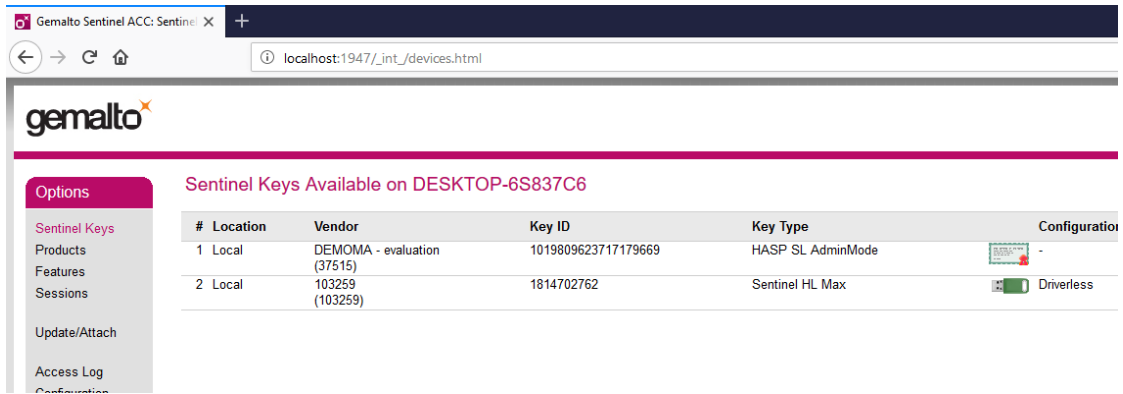 Gemalto Sentinel ACC: Sentinel
localhost:1947/_int_/devices.html
gemalto
Options
Sentinel Keys
Products
Features
Sessions
Update/Attach
Access Log
Configuration
Sentinel Keys Available on DESKTOP-6S837C6
# Location Vendor Key ID Key Type Configuration
1 Local DEMOMA - evaluation 1019809623717179669 HASP SL AdminMode -
(37515)
2 Local 103259 1814702762 Sentinel HL Max Driverless
(103259)